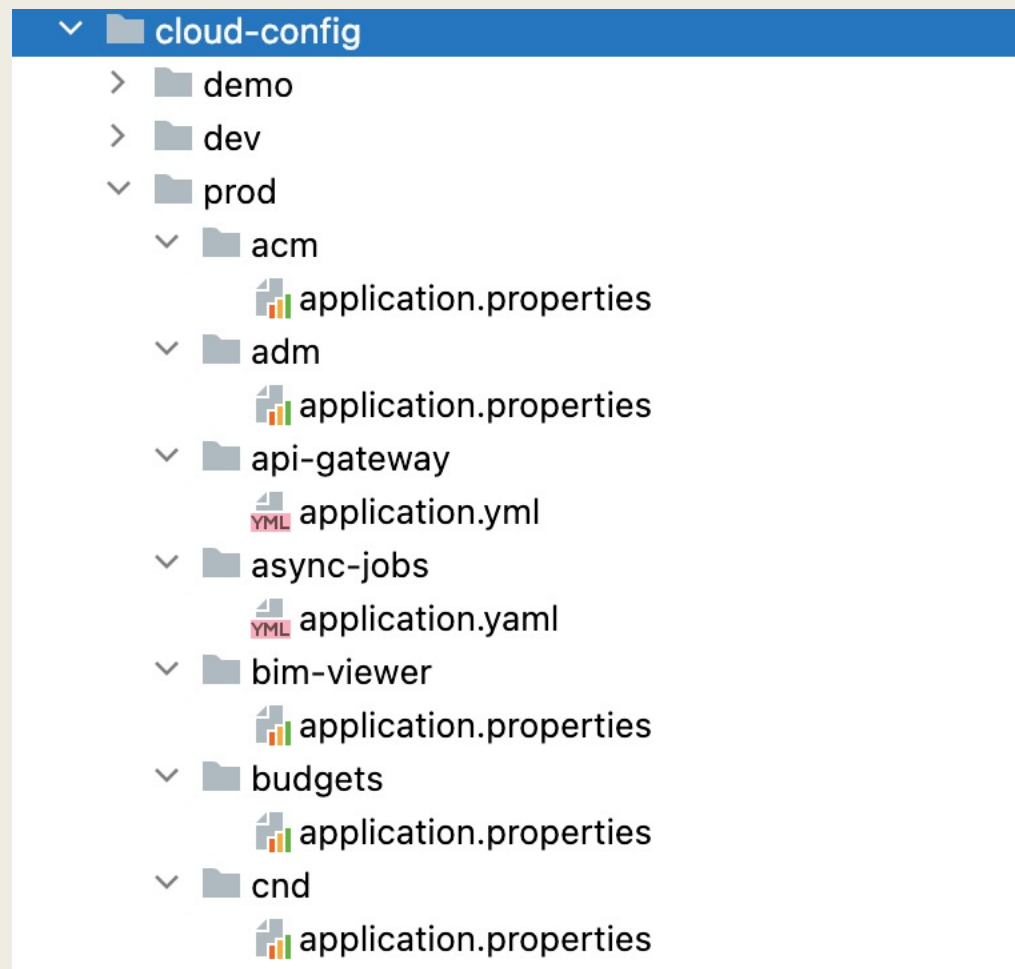 cloud-config
demo
dev
prod
acm
application.properties
adm
application.properties
api-gateway
YML application.yml
async-jobs
YML application.yaml
bim-viewer
application.properties
budgets
application.properties
cnd
application.properties